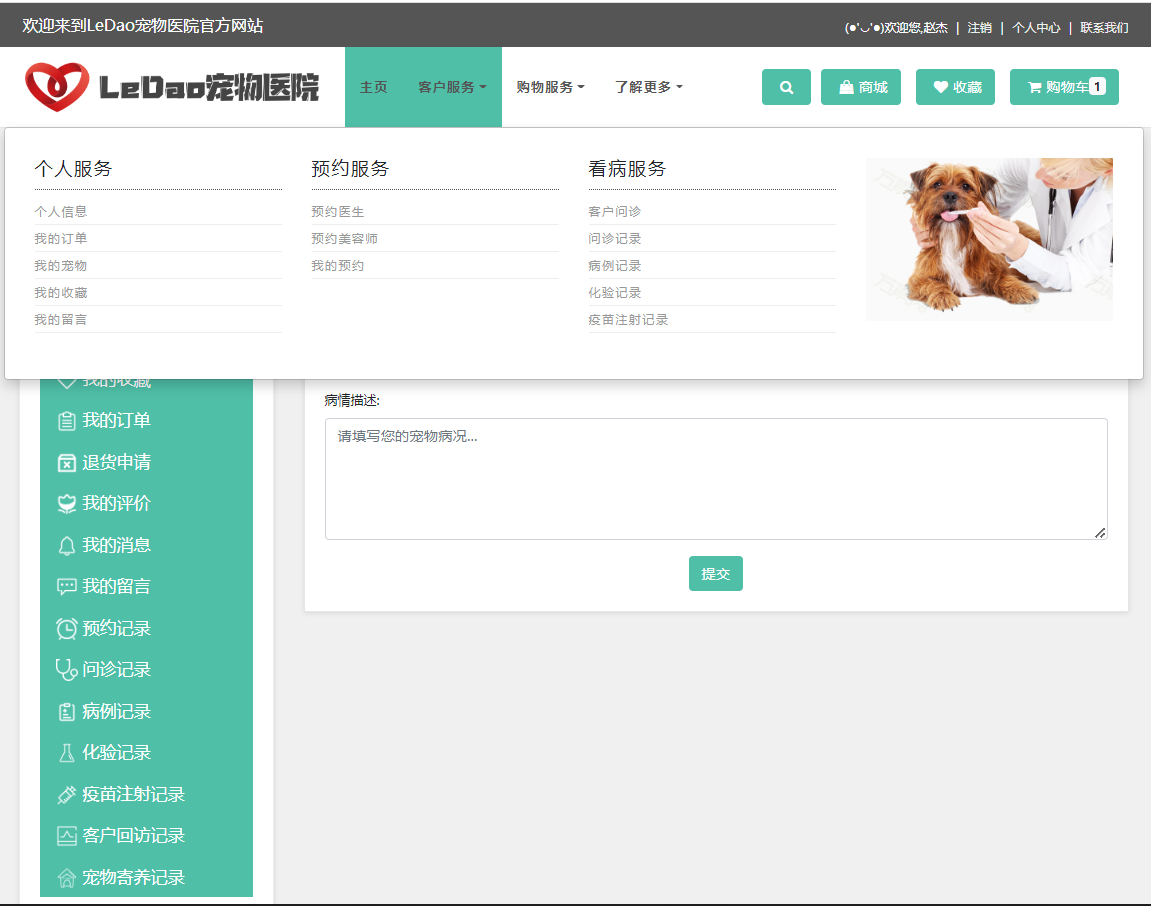 欢迎来到LeDao宠物医院官方网站
(●'◡'●)欢迎您,赵杰 | 注销 | 个人中心 | 联系我们
LeDao宠物医院
主页 客户服务 购物服务 了解更多 商城 收藏 购物车 1
个人服务
个人信息
我的订单
我的宠物
我的收藏
我的留言
预约服务
预约医生
预约美容师
我的预约
看病服务
客户问诊
问诊记录
病例记录
化验记录
疫苗注射记录
我的收藏
我的订单
退货申请
我的评价
我的消息
我的留言
预约记录
问诊记录
病例记录
化验记录
疫苗注射记录
客户回访记录
宠物寄养记录
病情描述:
请填写您的宠物病况...
提交